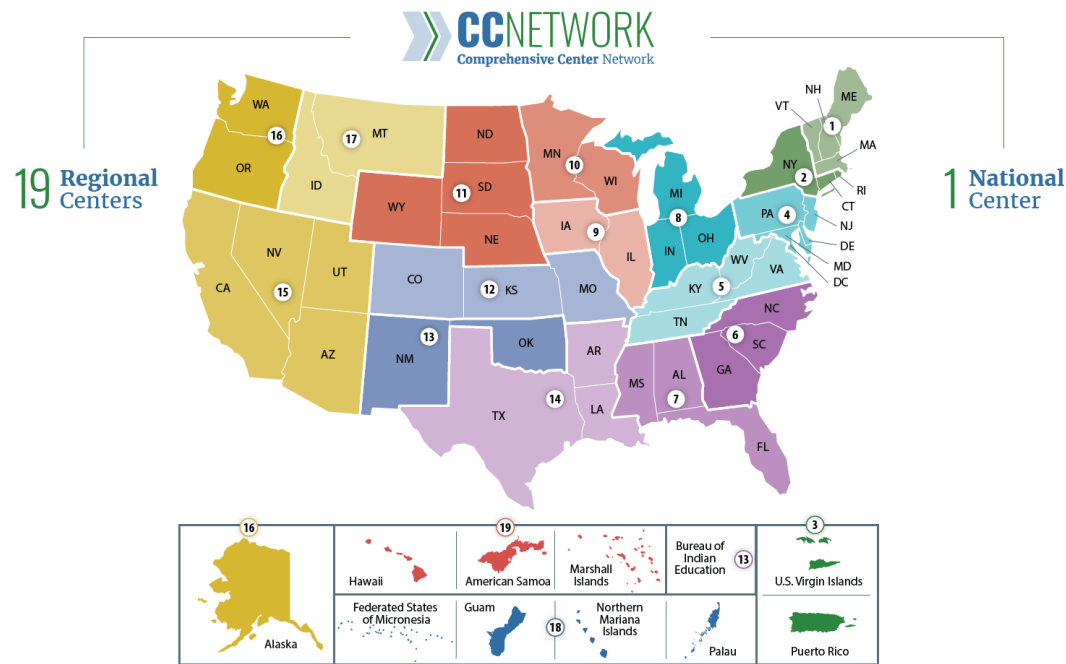 CCNETWORK
Comprehensive Center Network
19 Regional
Centers
1 National
Center
WA
OR
16
MT
17
ID
ND
SD
11
WY
NE
MN
10
WI
IA
9
IL
MI
8
IN
OH
ME
NH
VT
1
MA
NY
2
RI
CT
PA
4
NJ
DE
MD
DC
WV
VA
KY
5
TN
NC
6
SC
GA
NV
UT
CA
15
AZ
CO
12
KS
MO
13
NM
OK
AR
14
TX
LA
MS
AL
7
FL
16
Alaska
19
Hawaii
American Samoa
Marshall
Islands
Bureau of
Indian
Education
13
3
U.S. Virgin Islands
Federated States
of Micronesia
Guam
18
Northern
Mariana
Islands
Palau
Puerto Rico